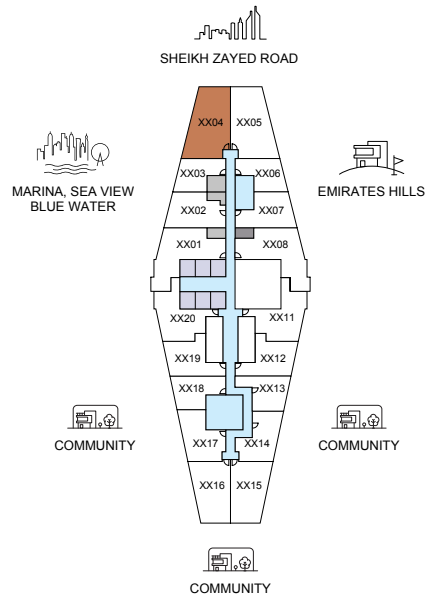 SHEIKH ZAYED ROAD
XX04
XX05
MARINA, SEA VIEW
BLUE WATER
EMIRATES HILLS
XX03
XX06
XX02
XX07
XX01
XX08
XX20
XX11
XX19
XX12
XX18
XX13
COMMUNITY
COMMUNITY
XX17
XX14
XX16
XX15
COMMUNITY